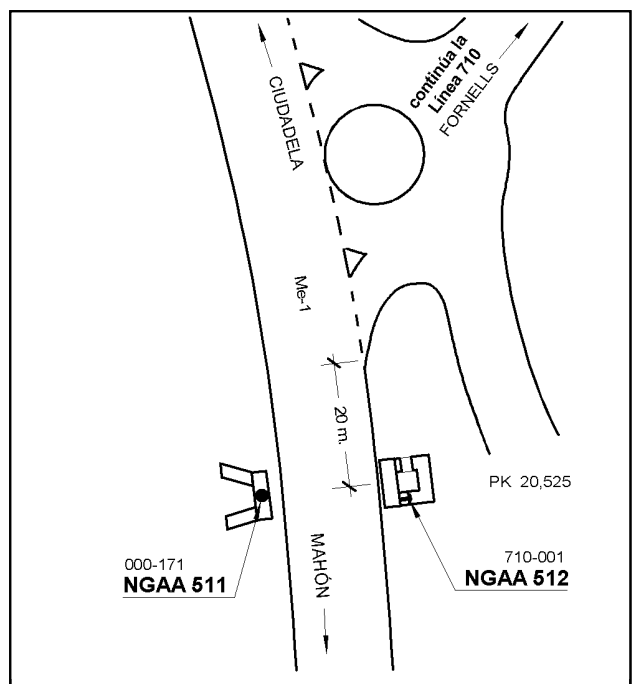 CIUDADELA
continúa la
Línea 710
FORNELLS
Me-1
20 m.
PK 20,525
MAHÓN
000-171
NGAA 511
710-001
NGAA 512